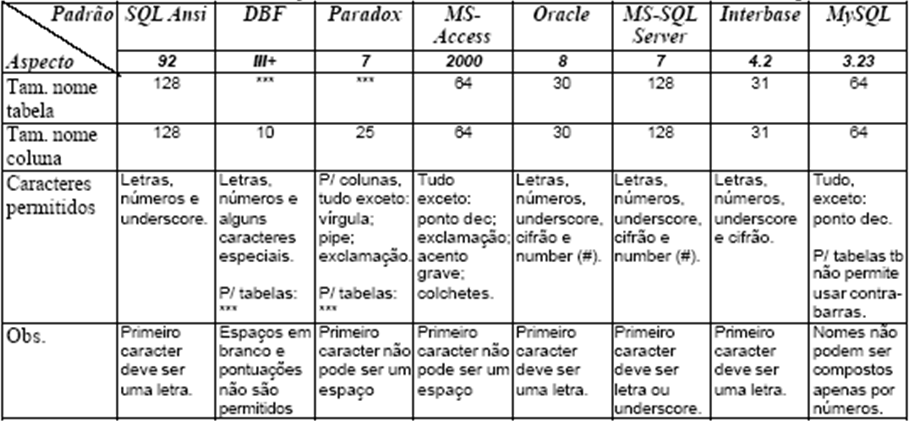 Padrão SQL Ansi DBF Paradox MS-Access Oracle MS-SQL Server Interbase MySQL
Aspecto 92 III+ 7 2000 8 7 4.2 3.23
Tam. nome tabela 128 *** *** 64 30 128 31 64
Tam. nome coluna 128 10 25 64 30 128 31 64
Caracteres permitidos
Letras,
números e
underscore.
Letras,
números e
alguns
caracteres
especiais.
P/ tabelas:
***
P/ colunas,
tudo exceto:
vírgula;
pipe;
exclamação.
P/ tabelas:
***
Tudo
exceto:
ponto dec;
exclamação;
acento
grave;
colchetes.
Letras,
números,
underscore,
cifrão e
number (#).
Letras,
números,
underscore,
cifrão e
number (#).
Letras,
números,
underscore
e cifrão.
Tudo,
exceto:
ponto dec.
P/ tabelas tb
não permite
usar contra-
barras.
Obs.
Primeiro
caracter
deve ser
uma letra.
Espaços em
branco e
pontuações
não são
permitidos
Primeiro
caracter não
pode ser um
espaço
Primeiro
caracter não
pode ser um
espaço
Primeiro
caracter
deve ser
uma letra.
Primeiro
caracter
deve ser
letra ou
underscore.
Primeiro
caracter
deve ser
uma letra.
Nomes não
podem ser
compostos
apenas por
números.